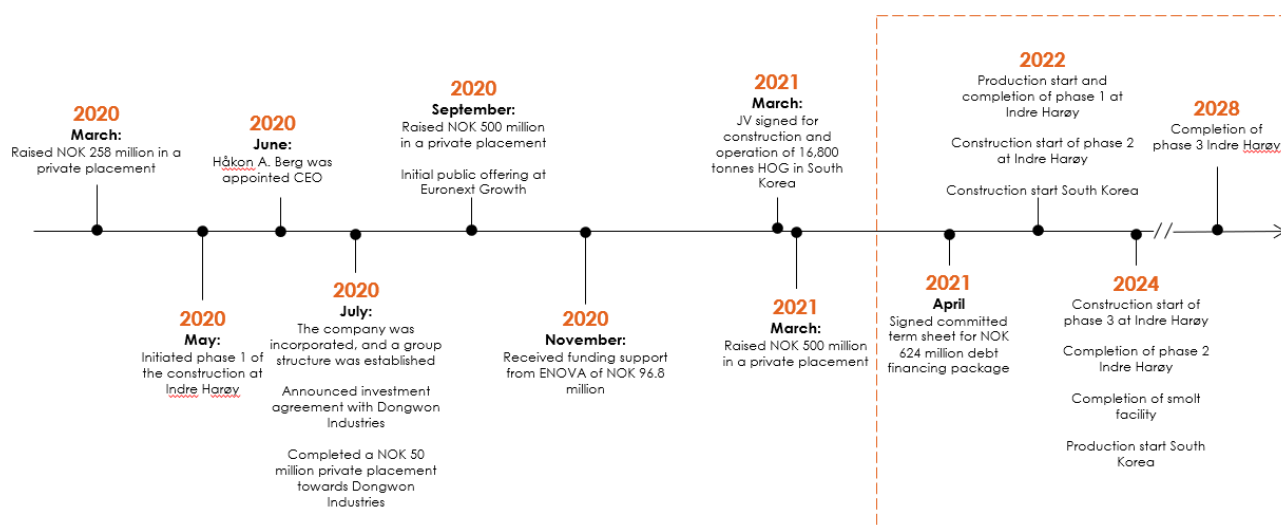 2020
March:
Raised NOK 258 million in a
private placement
2020
May:
Initiated phase 1 of
the construction at
Indre Harøy
2020
June:
Håkon A. Berg was
appointed CEO
2020
July:
The company was
incorporated, and a group
structure was established
Announced investment
agreement with Dongwon
Industries
Completed a NOK 50
million private placement
towards Dongwon
Industries
2020
September:
Raised NOK 500 million
in a private placement
Initial public offering at
Euronext Growth
2020
November:
Received funding support
from ENOVA of NOK 96.8
million
2021
March:
JV signed for
construction and
operation of 16,800
tonnes HOG in South
Korea
2021
March:
Raised NOK 500 million
in a private placement
2021
April
Signed committed
term sheet for NOK
624 million debt
financing package
2022
Production start and
completion of phase 1 at
Indre Harøy
Construction start of phase 2
at Indre Harøy
Construction start South Korea
2024
Construction start of
phase 3 at Indre Harøy
Completion of phase 2
Indre Harøy
Completion of smolt
facility
Production start South
Korea
2028
Completion of
phase 3 Indre Harøy